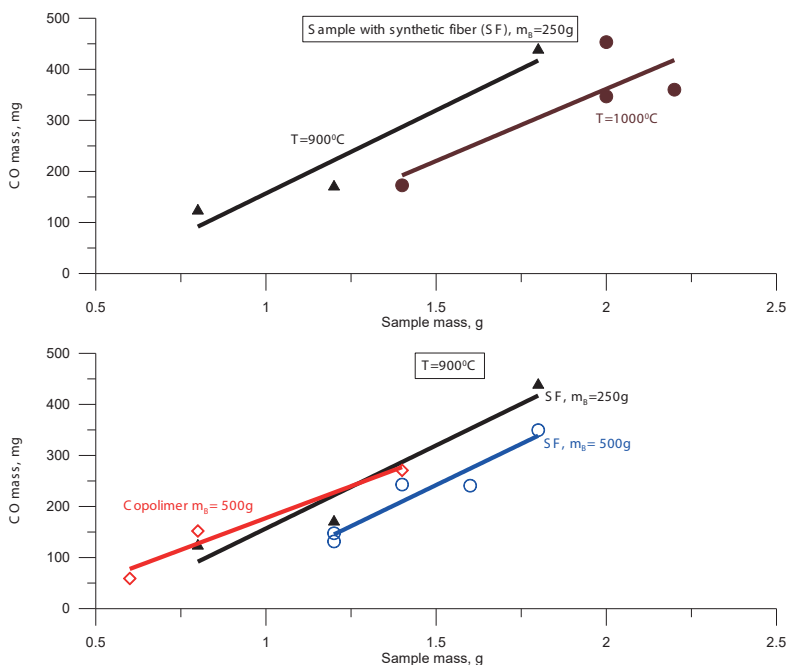 Sample with synthetic fiber (SF), mB=250g
500
400
300
200
100
0
CO mass, mg
T=900⁰C
T=1000⁰C
0.5
1
1.5
2
2.5
Sample mass, g
T=900⁰C
500
400
300
200
100
0
CO mass, mg
SF, mB=250g
SF, mB= 500g
Copolimer mB= 500g
0.5
1
1.5
2
2.5
Sample mass, g